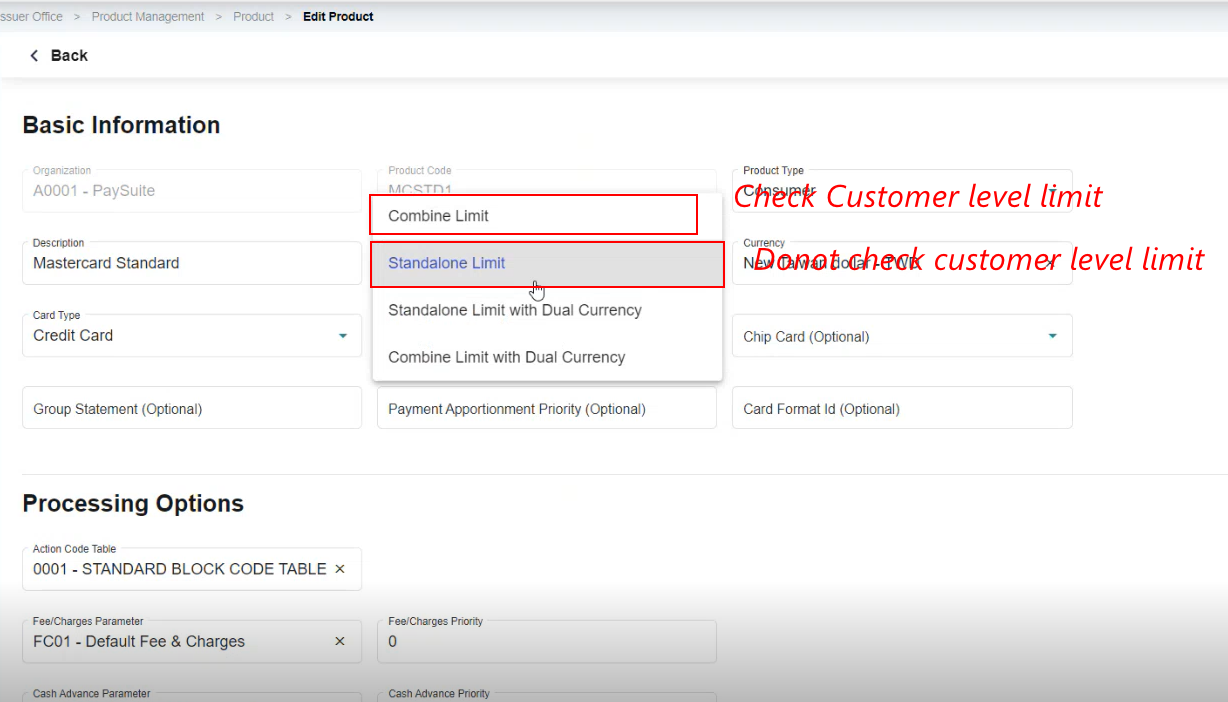 ssuer Office > Product Management > Product > Edit Product
Back
Basic Information
Organization
A0001 - PaySuite
Product Code
MCSTD1
Product Type
Consumer
Combine Limit
Check Customer level limit
Description
Mastercard Standard
Standalone Limit
Currency
New Taiwan dollar - TWD ×
Donot check customer level limit
Standalone Limit with Dual Currency
Card Type
Credit Card
Combine Limit with Dual Currency
Chip Card (Optional)
Group Statement (Optional)
Payment Apportionment Priority (Optional)
Card Format Id (Optional)
Processing Options
Action Code Table
0001 - STANDARD BLOCK CODE TABLE ×
Fee/Charges Parameter
FC01 - Default Fee & Charges ×
Fee/Charges Priority
0
Cash Advance Parameter
Cash Advance Priority